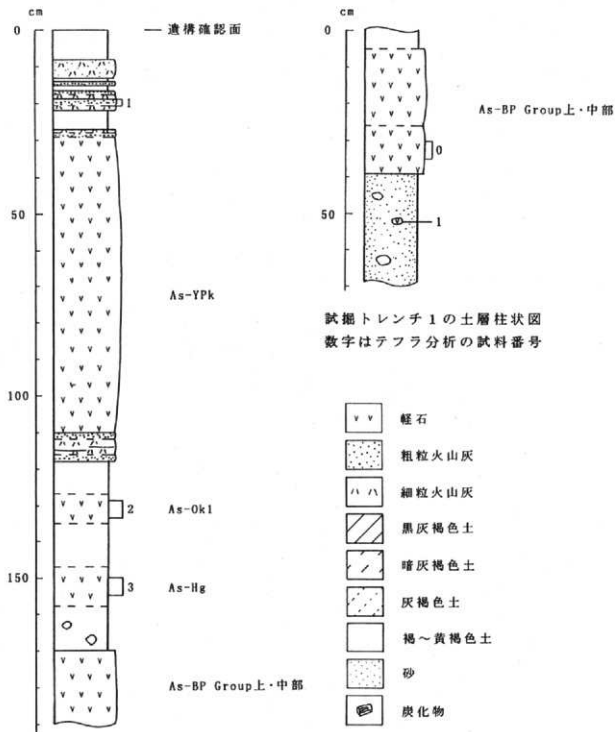 cm
0
50
100
150
遺構確認面
1
As-YPk
2
As-Ok1
3
As-Hg
As-BP Group上・中部
cm
0
50
As-BP Group上・中部
0
1
試掘トレンチ1の土層柱状図
数字はテフラ分析の試料番号
軽石
粗粒火山灰
細粒火山灰
黒灰褐色土
暗灰褐色土
灰褐色土
褐～黄褐色土
砂
炭化物